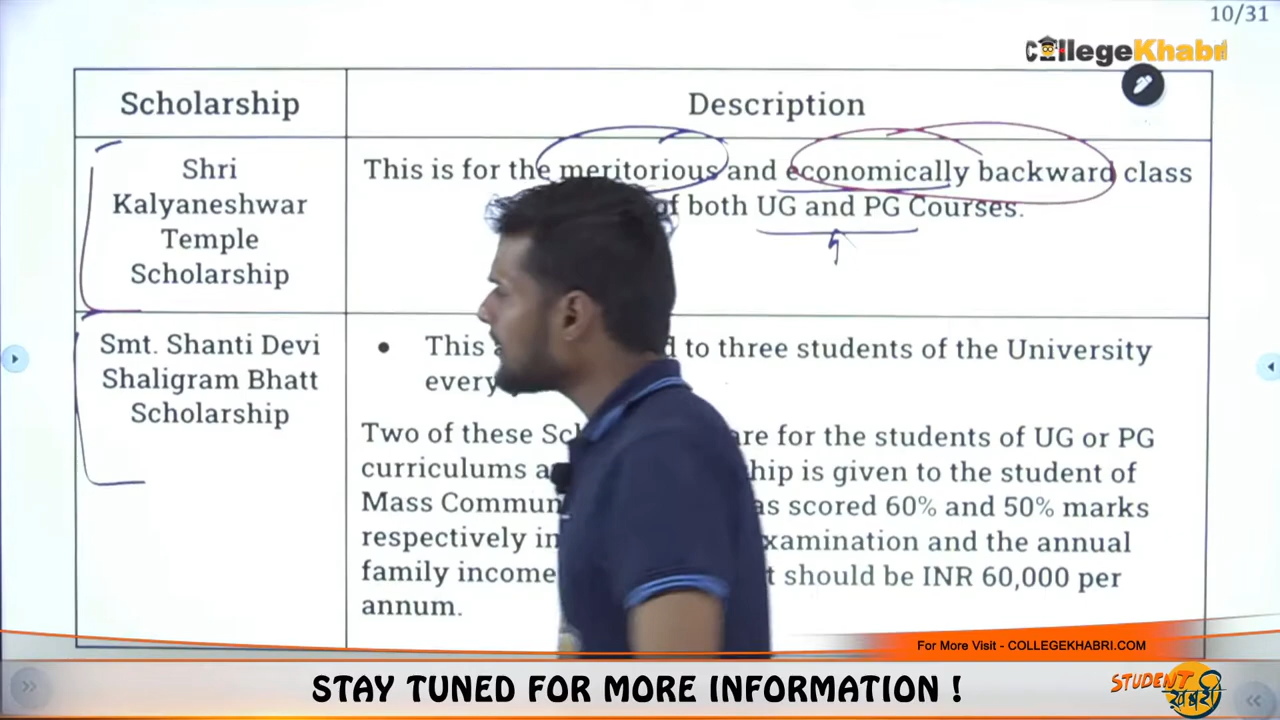 10/31
CollegeKhabri
Scholarship
Description
Shri
Kalyaneshwar
Temple
Scholarship
This is for the meritorious and economically backward class
of both UG and PG Courses.
Smt. Shanti Devi
Shaligram Bhatt
Scholarship
This to three students of the University
every
Two of these are for the students of UG or PG
curriculums is given to the student of
Mass scored 60% and 50% marks
respectively in and the annual
family income should be INR 60,000 per
annum.
For More Visit - COLLEGEKHABRI.COM
STAY TUNED FOR MORE INFORMATION !
STUDENT
खबरी